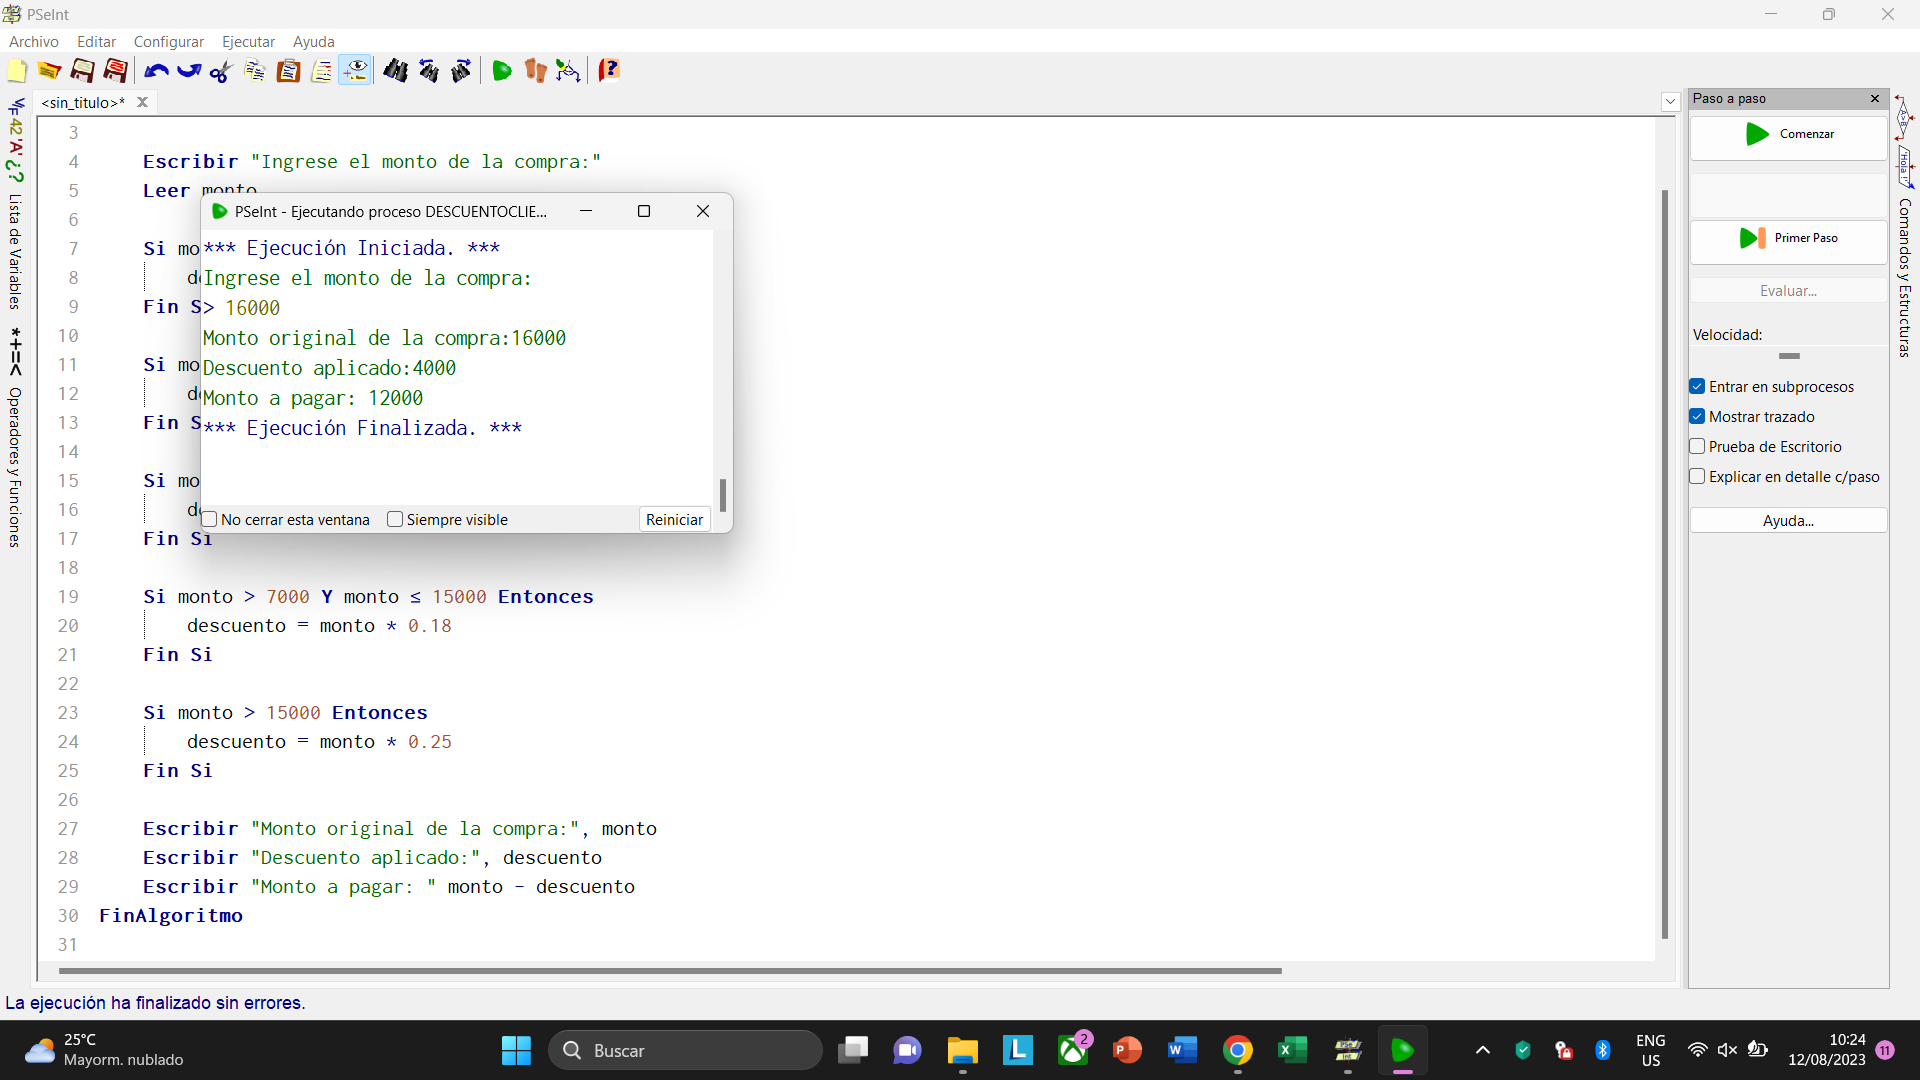 PSeInt
Archivo Editar Configurar Ejecutar Ayuda
<sin_titulo>*
Lista de Variables
*+=< Operadores y Funciones
3
4 Escribir "Ingrese el monto de la compra:"
5 Leer monto
6
7 Si mo
8 de
9 Fin S
10
11 Si mo
12 de
13 Fin S
14
15 Si mo
16 de
17 Fin Si
18
19 Si monto > 7000 Y monto ≤ 15000 Entonces
20 descuento = monto * 0.18
21 Fin Si
22
23 Si monto > 15000 Entonces
24 descuento = monto * 0.25
25 Fin Si
26
27 Escribir "Monto original de la compra:", monto
28 Escribir "Descuento aplicado:", descuento
29 Escribir "Monto a pagar: " monto - descuento
30 FinAlgoritmo
31
PSeInt - Ejecutando proceso DESCUENTOCLIE...
*** Ejecución Iniciada. ***
Ingrese el monto de la compra:
> 16000
Monto original de la compra:16000
Descuento aplicado:4000
Monto a pagar: 12000
*** Ejecución Finalizada. ***
No cerrar esta ventana Siempre visible Reiniciar
Paso a paso
Comenzar
Primer Paso
Evaluar...
Velocidad:
Entrar en subprocesos
Mostrar trazado
Prueba de Escritorio
Explicar en detalle c/paso
Ayuda...
Comandos y Estructuras
La ejecución ha finalizado sin errores.
25°C
Mayorm. nublado
Buscar
2
ENG
US
10:24
12/08/2023
11